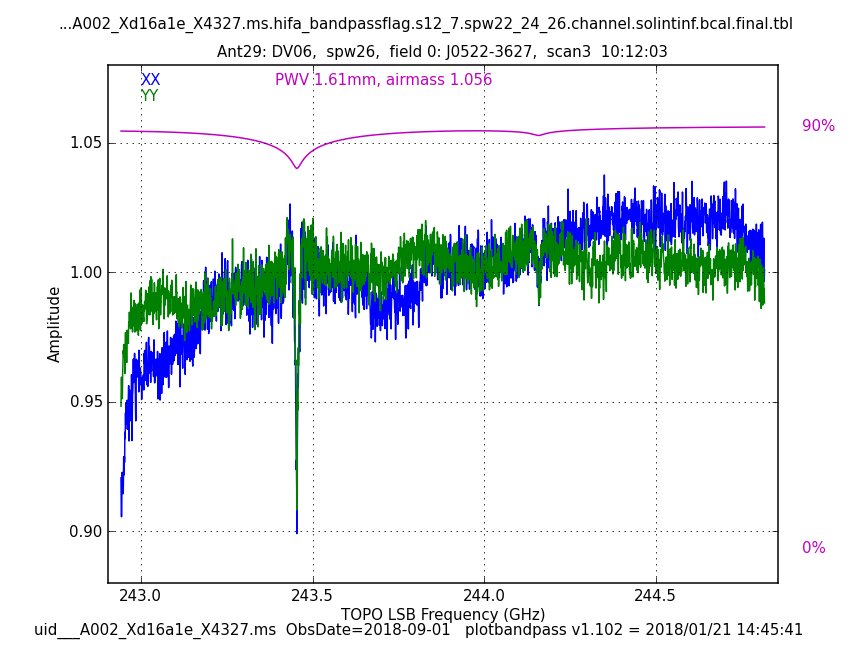 ...A002_Xd16a1e_X4327.ms.hifa_bandpassflag.s12_7.spw22_24_26.channel.solintinf.bcal.final.tbl
Ant29: DV06, spw26, field 0: J0522-3627, scan3 10:12:03
XX
PWV 1.61mm, airmass 1.056
YY
90%
1.05
1.00
0.95
0.90
Amplitude
0%
243.0
243.5
244.0
244.5
TOPO LSB Frequency (GHz)
uid___A002_Xd16a1e_X4327.ms ObsDate=2018-09-01 plotbandpass v1.102 = 2018/01/21 14:45:41